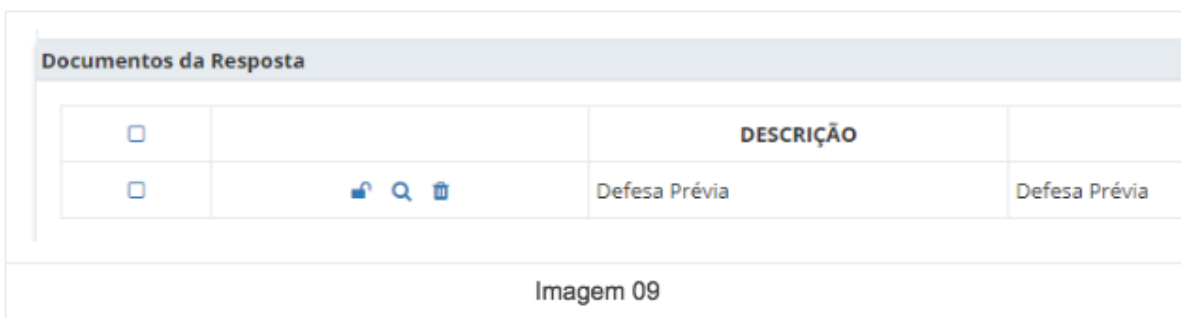 Documentos da Resposta
DESCRIÇÃO
Defesa Prévia Defesa Prévia
Imagem 09